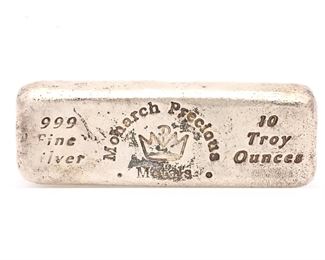 999
Fine
Silver
Monarch Precious
Metals
10
Troy
Ounces